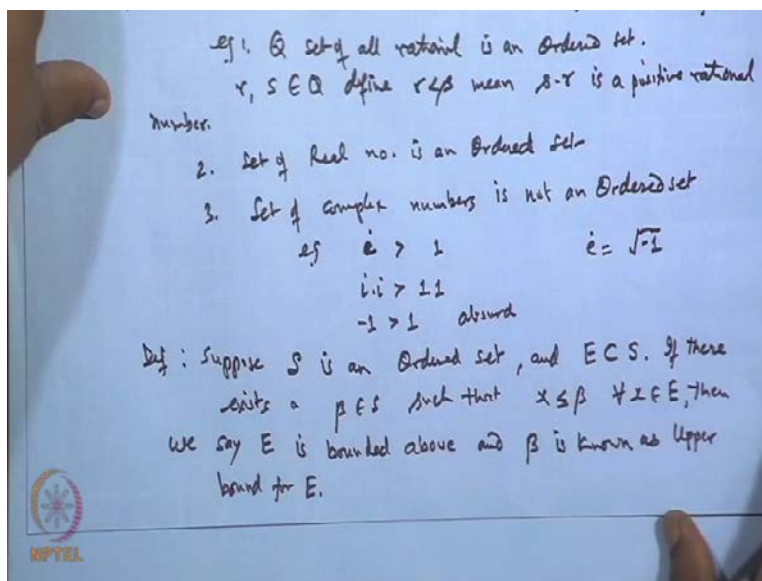 eg 1. Q set of all rational is an Ordered set.
r, s ∈ Q define r < s mean s-r is a positive rational
number.
2. Set of Real no. is an Ordered set
3. Set of complex numbers is not an Ordered set
eg i > 1 i = √-1
i.i > 1.1
-1 > 1 absurd
Def : Suppose S is an Ordered set, and E ⊂ S. If there
exists a β ∈ S such that x ≤ β ∀ x ∈ E, then
we say E is bounded above and β is known as Upper
bound for E.
NPTEL